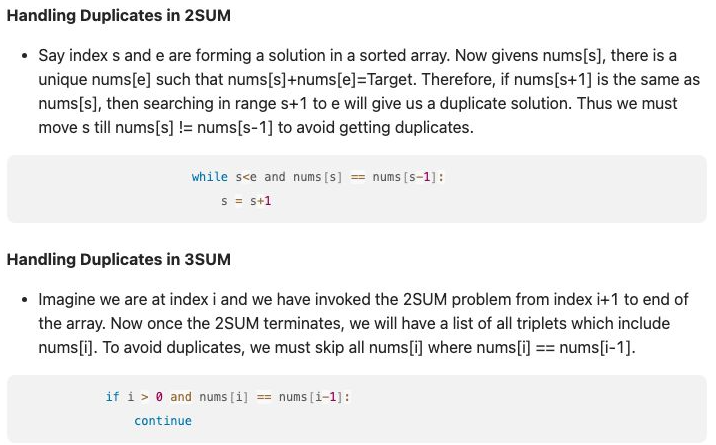 Handling Duplicates in 2SUM
• Say index s and e are forming a solution in a sorted array. Now givens nums[s], there is a
unique nums[e] such that nums[s]+nums[e]=Target. Therefore, if nums[s+1] is the same as
nums[s], then searching in range s+1 to e will give us a duplicate solution. Thus we must
move s till nums[s] != nums[s-1] to avoid getting duplicates.
while s<e and nums[s] == nums[s-1]:
s = s+1
Handling Duplicates in 3SUM
• Imagine we are at index i and we have invoked the 2SUM problem from index i+1 to end of
the array. Now once the 2SUM terminates, we will have a list of all triplets which include
nums[i]. To avoid duplicates, we must skip all nums[i] where nums[i] == nums[i-1].
if i > 0 and nums[i] == nums[i-1]:
continue